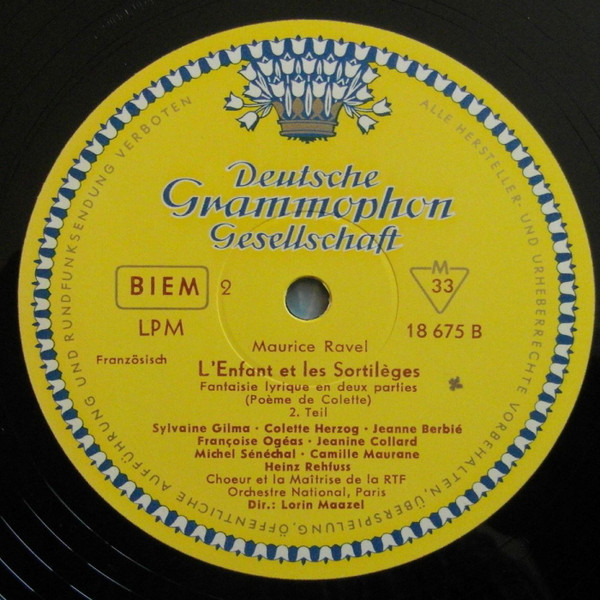 ALLE HERSTELLER- UND URHEBERRECHTE VORBEHALTEN, ÜBERSPIELUNG, ÖFFENTLICHE AUFFÜHRUNG UND RUNDFUNKSENDUNG VERBOTEN
Deutsche
Grammophon
Gesellschaft
BIEM 2
M
33
LPM
18 675 B
Maurice Ravel
Französisch
L'Enfant et les Sortilèges
Fantaisie lyrique en deux parties
(Poème de Colette)
2. Teil
Sylvaine Gilma · Colette Herzog · Jeanne Berbié
Françoise Ogéas · Jeanine Collard
Michel Sénéchal · Camille Maurane
Heinz Rehfuss
Choeur et la Maîtrise de la RTF
Orchestre National, Paris
Dir.: Lorin Maazel